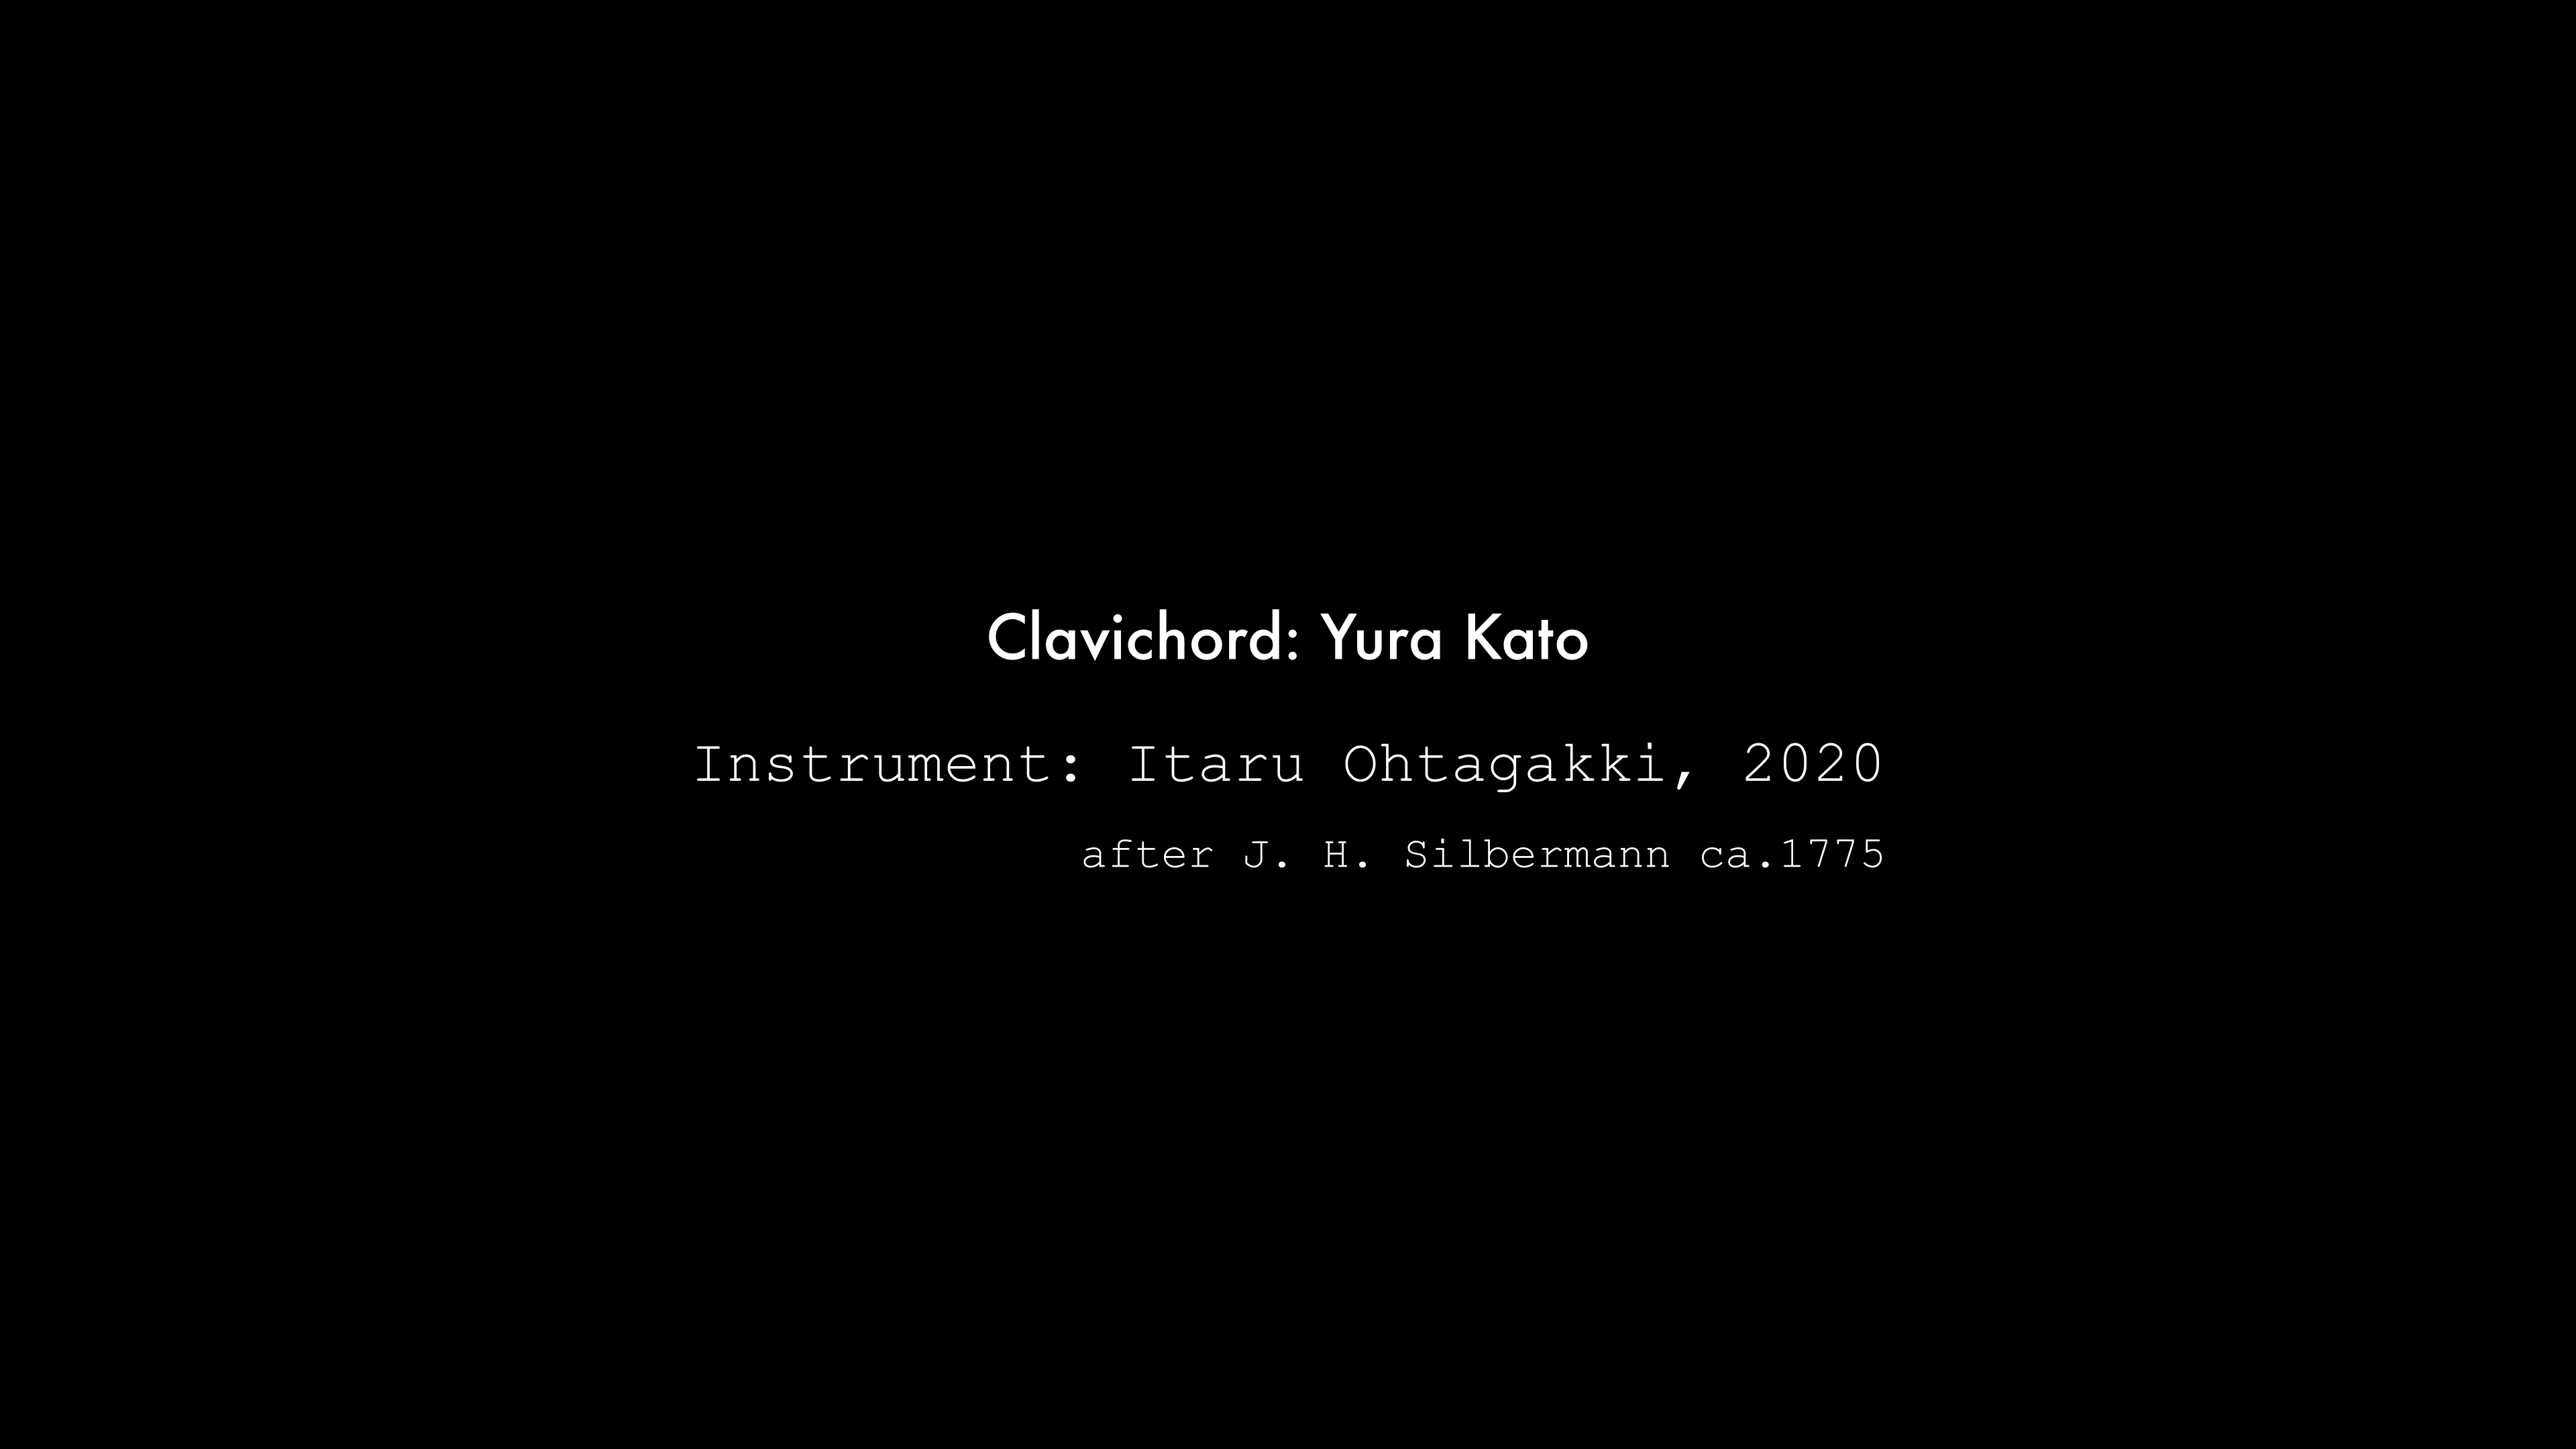 Clavichord: Yura Kato
Instrument: Itaru Ohtagakki, 2020
after J. H. Silbermann ca.1775